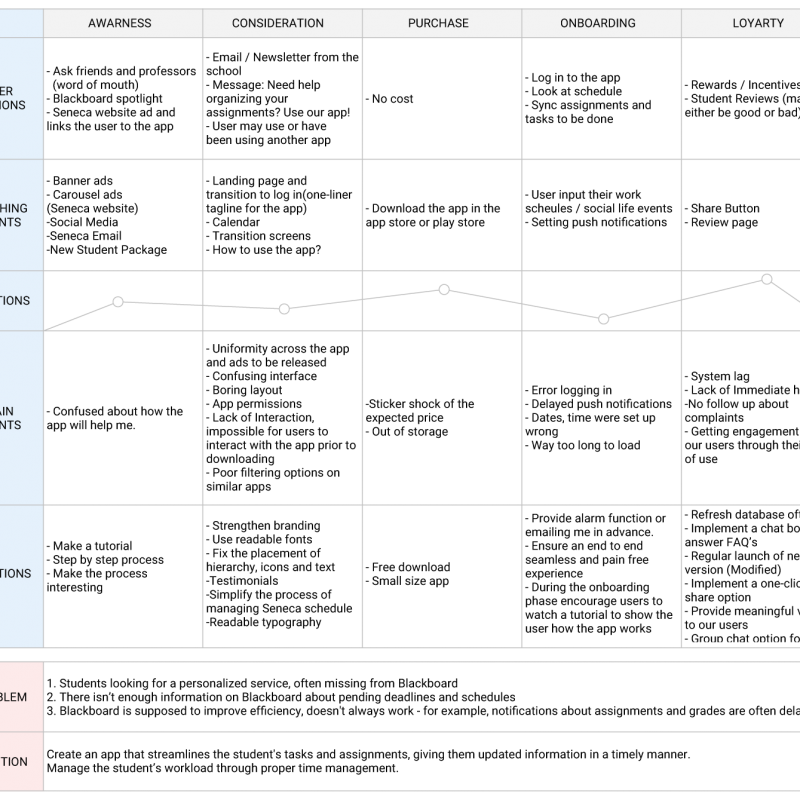 AWARNESS
CONSIDERATION
PURCHASE
ONBOARDING
LOYARTY
ER
IONS
- Ask friends and professors
(word of mouth)
- Blackboard spotlight
- Seneca website ad and
links the user to the app
- Email / Newsletter from the
school
- Message: Need help
organizing your
assignments? Use our app!
- User may use or have
been using another app
- No cost
- Log in to the app
- Look at schedule
- Sync assignments and
tasks to be done
- Rewards / Incentives
- Student Reviews (ma
either be good or bad)
HING
NTS
- Banner ads
- Carousel ads
(Seneca website)
-Social Media
-Seneca Email
-New Student Package
- Landing page and
transition to log in(one-liner
tagline for the app)
- Calendar
- Transition screens
- How to use the app?
- Download the app in the
app store or play store
- User input their work
scheules / social life events
- Setting push notifications
- Share Button
- Review page
TIONS
AIN
NTS
- Confused about how the
app will help me.
- Uniformity across the app
and ads to be released
- Confusing interface
- Boring layout
- App permissions
- Lack of Interaction,
impossible for users to
interact with the app prior to
downloading
- Poor filtering options on
similar apps
-Sticker shock of the
expected price
- Out of storage
- Error logging in
- Delayed push notifications
- Dates, time were set up
wrong
- Way too long to load
- System lag
- Lack of Immediate h
-No follow up about
complaints
- Getting engagement
our users through thei
of use
TIONS
- Make a tutorial
- Step by step process
- Make the process
interesting
- Strengthen branding
- Use readable fonts
- Fix the placement of
hierarchy, icons and text
-Testimonials
-Simplify the process of
managing Seneca schedule
-Readable typography
- Free download
- Small size app
- Provide alarm function or
emailing me in advance.
- Ensure an end to end
seamless and pain free
experience
- During the onboarding
phase encourage users to
watch a tutorial to show the
user how the app works
- Refresh database oft
- Implement a chat bo
answer FAQ's
- Regular launch of ne
version (Modified)
- Implement a one-clic
share option
- Provide meaningful v
to our users
- Group chat option fo
BLEM
1. Students looking for a personalized service, often missing from Blackboard
2. There isn't enough information on Blackboard about pending deadlines and schedules
3. Blackboard is supposed to improve efficiency, doesn't always work - for example, notifications about assignments and grades are often dela
TION
Create an app that streamlines the student's tasks and assignments, giving them updated information in a timely manner.
Manage the student's workload through proper time management.